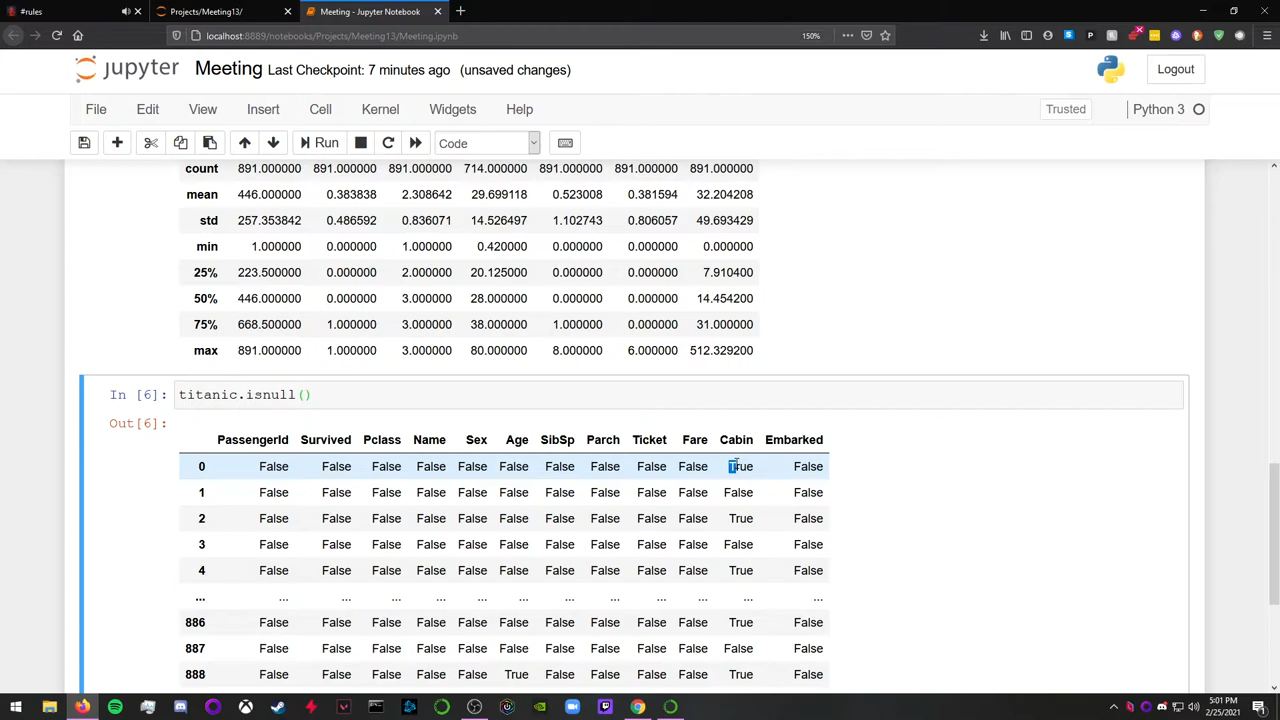 #rules
Projects/Meeting13/
Meeting - Jupyter Notebook
localhost:8889/notebooks/Projects/Meeting13/Meeting.ipynb
150%
jupyter Meeting Last Checkpoint: 7 minutes ago (unsaved changes)
Logout
File Edit View Insert Cell Kernel Widgets Help
Trusted
Python 3
Run
Code
count 891.000000 891.000000 891.000000 714.000000 891.000000 891.000000 891.000000
mean 446.000000 0.383838 2.308642 29.699118 0.523008 0.381594 32.204208
std 257.353842 0.486592 0.836071 14.526497 1.102743 0.806057 49.693429
min 1.000000 0.000000 1.000000 0.420000 0.000000 0.000000 0.000000
25% 223.500000 0.000000 2.000000 20.125000 0.000000 0.000000 7.910400
50% 446.000000 0.000000 3.000000 28.000000 0.000000 0.000000 14.454200
75% 668.500000 1.000000 3.000000 38.000000 1.000000 0.000000 31.000000
max 891.000000 1.000000 3.000000 80.000000 8.000000 6.000000 512.329200
In [6]: titanic.isnull()
Out[6]:
PassengerId Survived Pclass Name Sex Age SibSp Parch Ticket Fare Cabin Embarked
0 False False False False False False False False False False True False
1 False False False False False False False False False False False False
2 False False False False False False False False False False True False
3 False False False False False False False False False False False False
4 False False False False False False False False False False True False
... ... ... ... ... ... ... ... ... ... ... ... ...
886 False False False False False False False False False False True False
887 False False False False False False False False False False False False
888 False False False False False True False False False False True False
5:01 PM
2/25/2021